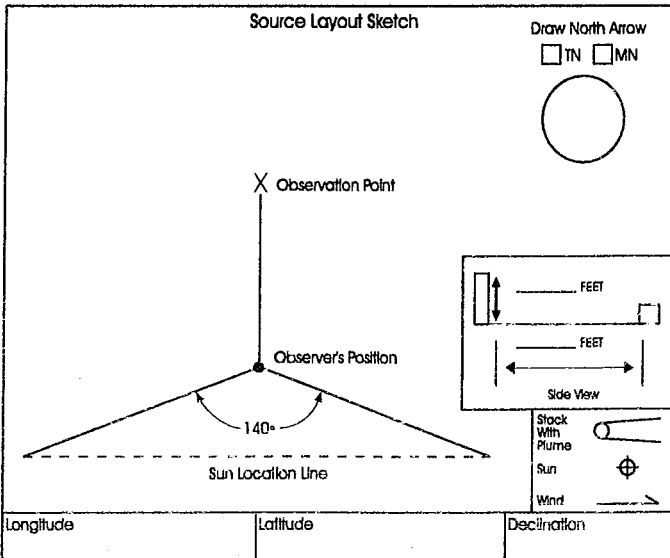 Source Layout Sketch
Draw North Arrow
TN MN
X Observation Point
FEET
Observer's Position
FEET
Side View
140°
Sun Location Line
Stack
With
Plume
Sun
Wind
Longitude Latitude Declination